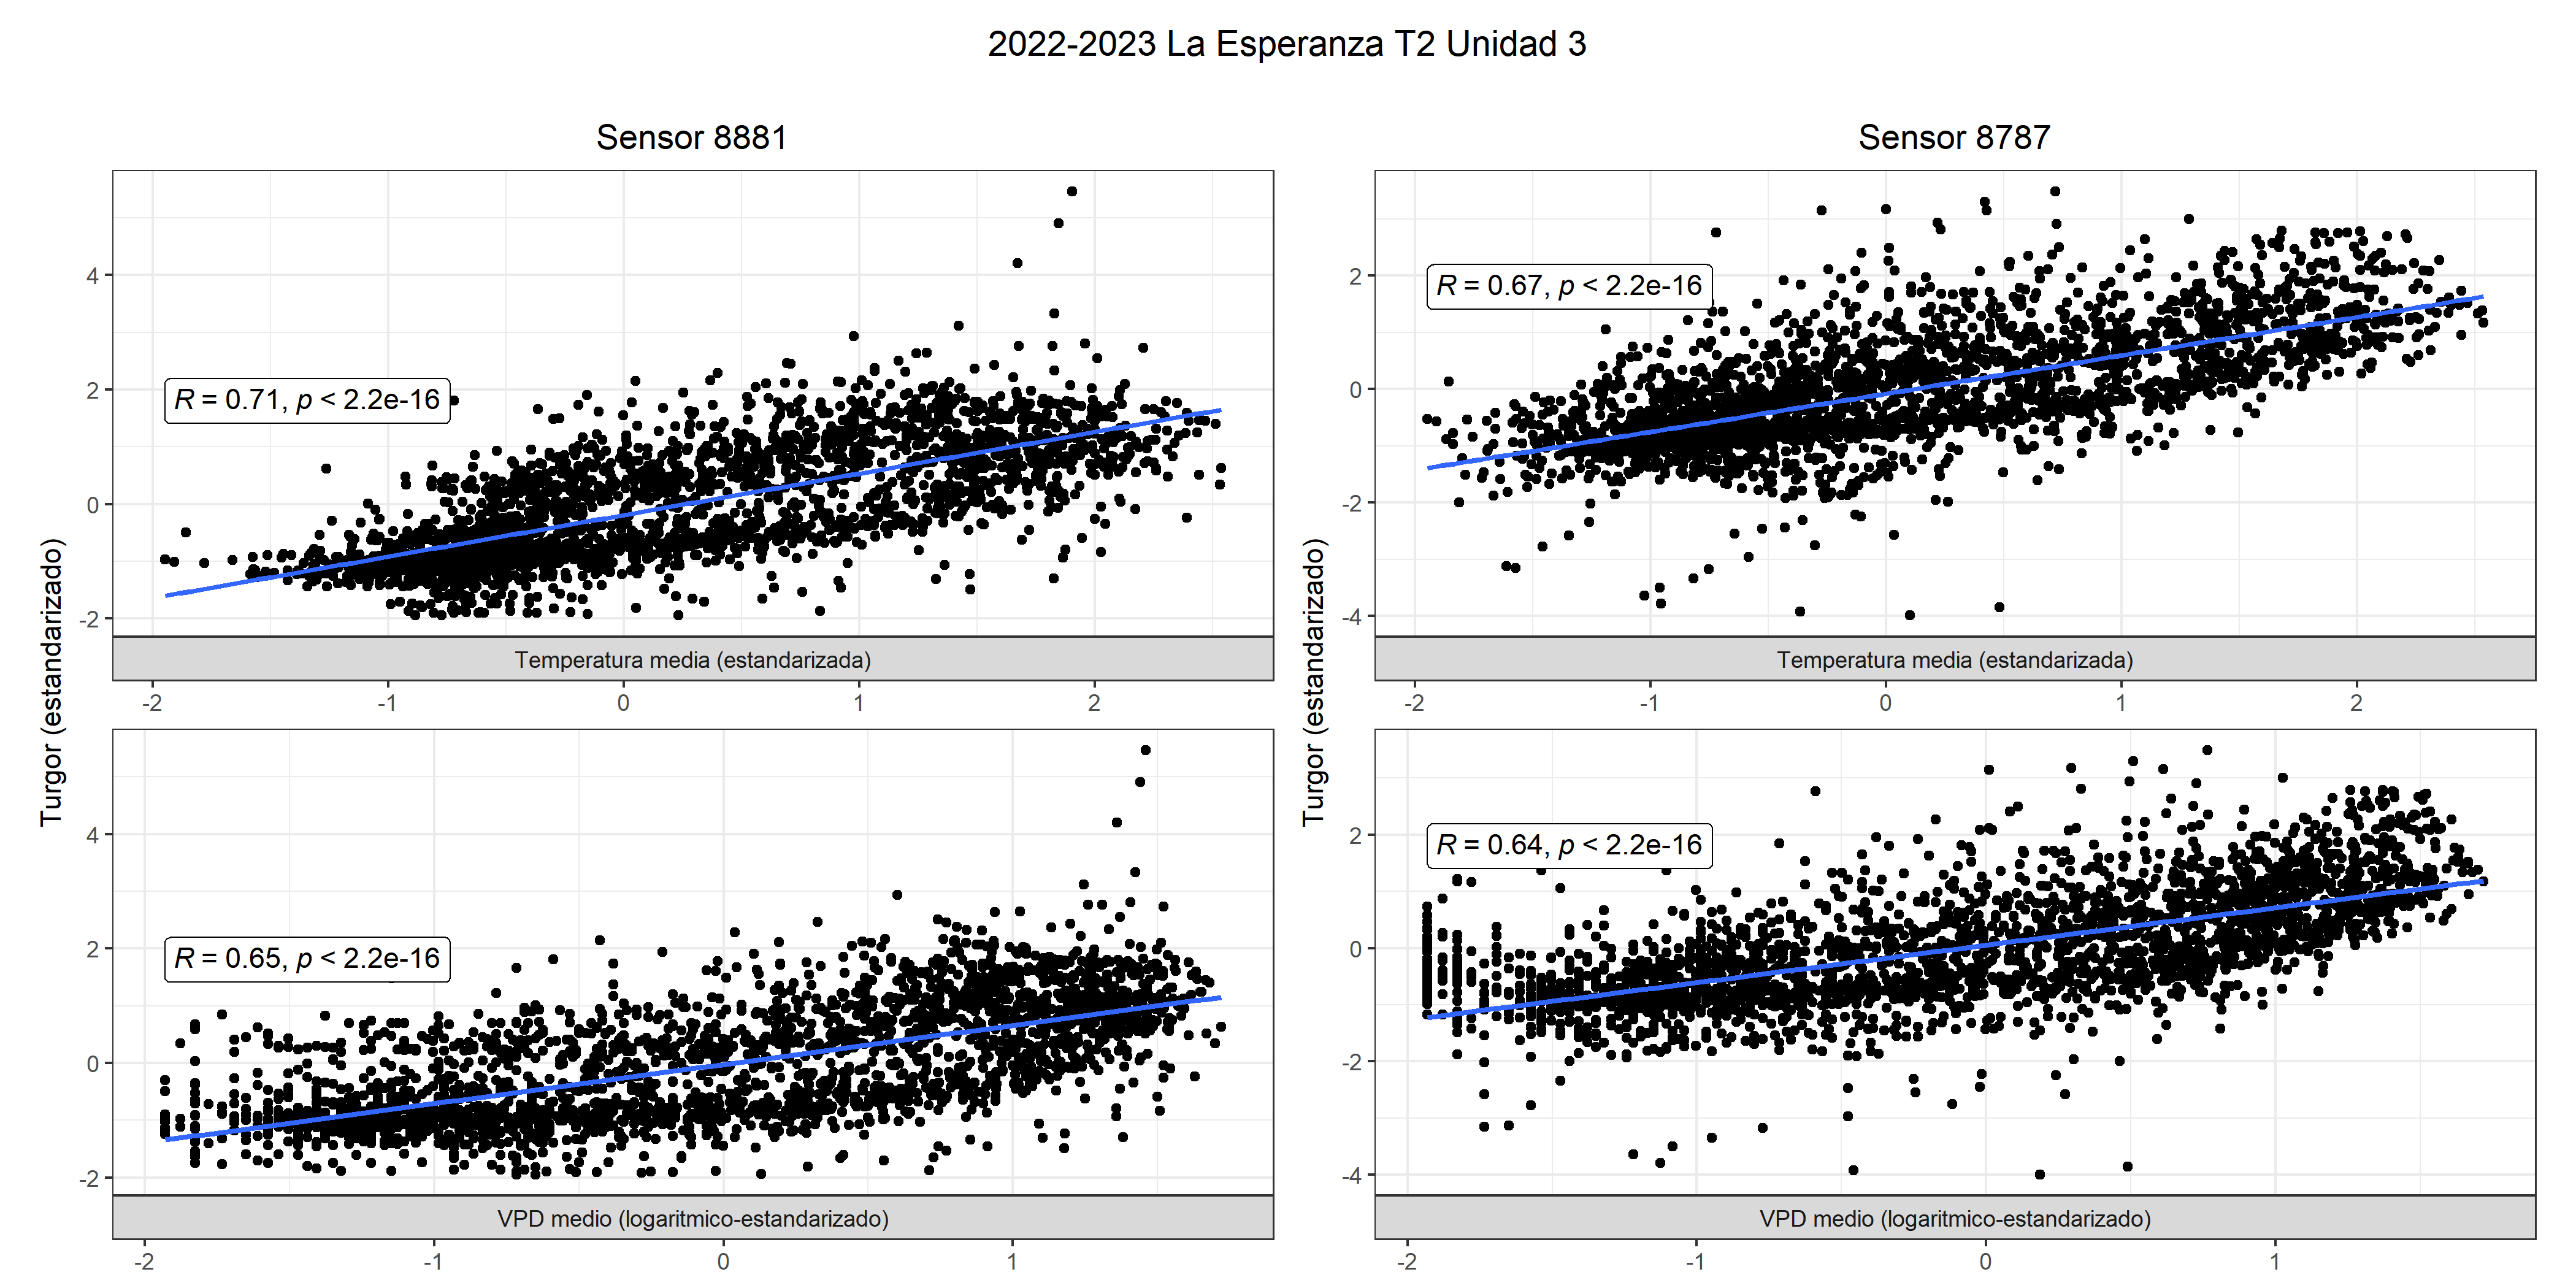 2022-2023 La Esperanza T2 Unidad 3
Sensor 8881
Turgor (estandarizado)
4
2
0
-2
R = 0.71, p < 2.2e-16
Temperatura media (estandarizada)
-2 -1 0 1 2
4
2
0
-2
R = 0.65, p < 2.2e-16
VPD medio (logaritmico-estandarizado)
-2 -1 0 1
Sensor 8787
Turgor (estandarizado)
2
0
-2
-4
R = 0.67, p < 2.2e-16
Temperatura media (estandarizada)
-2 -1 0 1 2
2
0
-2
-4
R = 0.64, p < 2.2e-16
VPD medio (logaritmico-estandarizado)
-2 -1 0 1